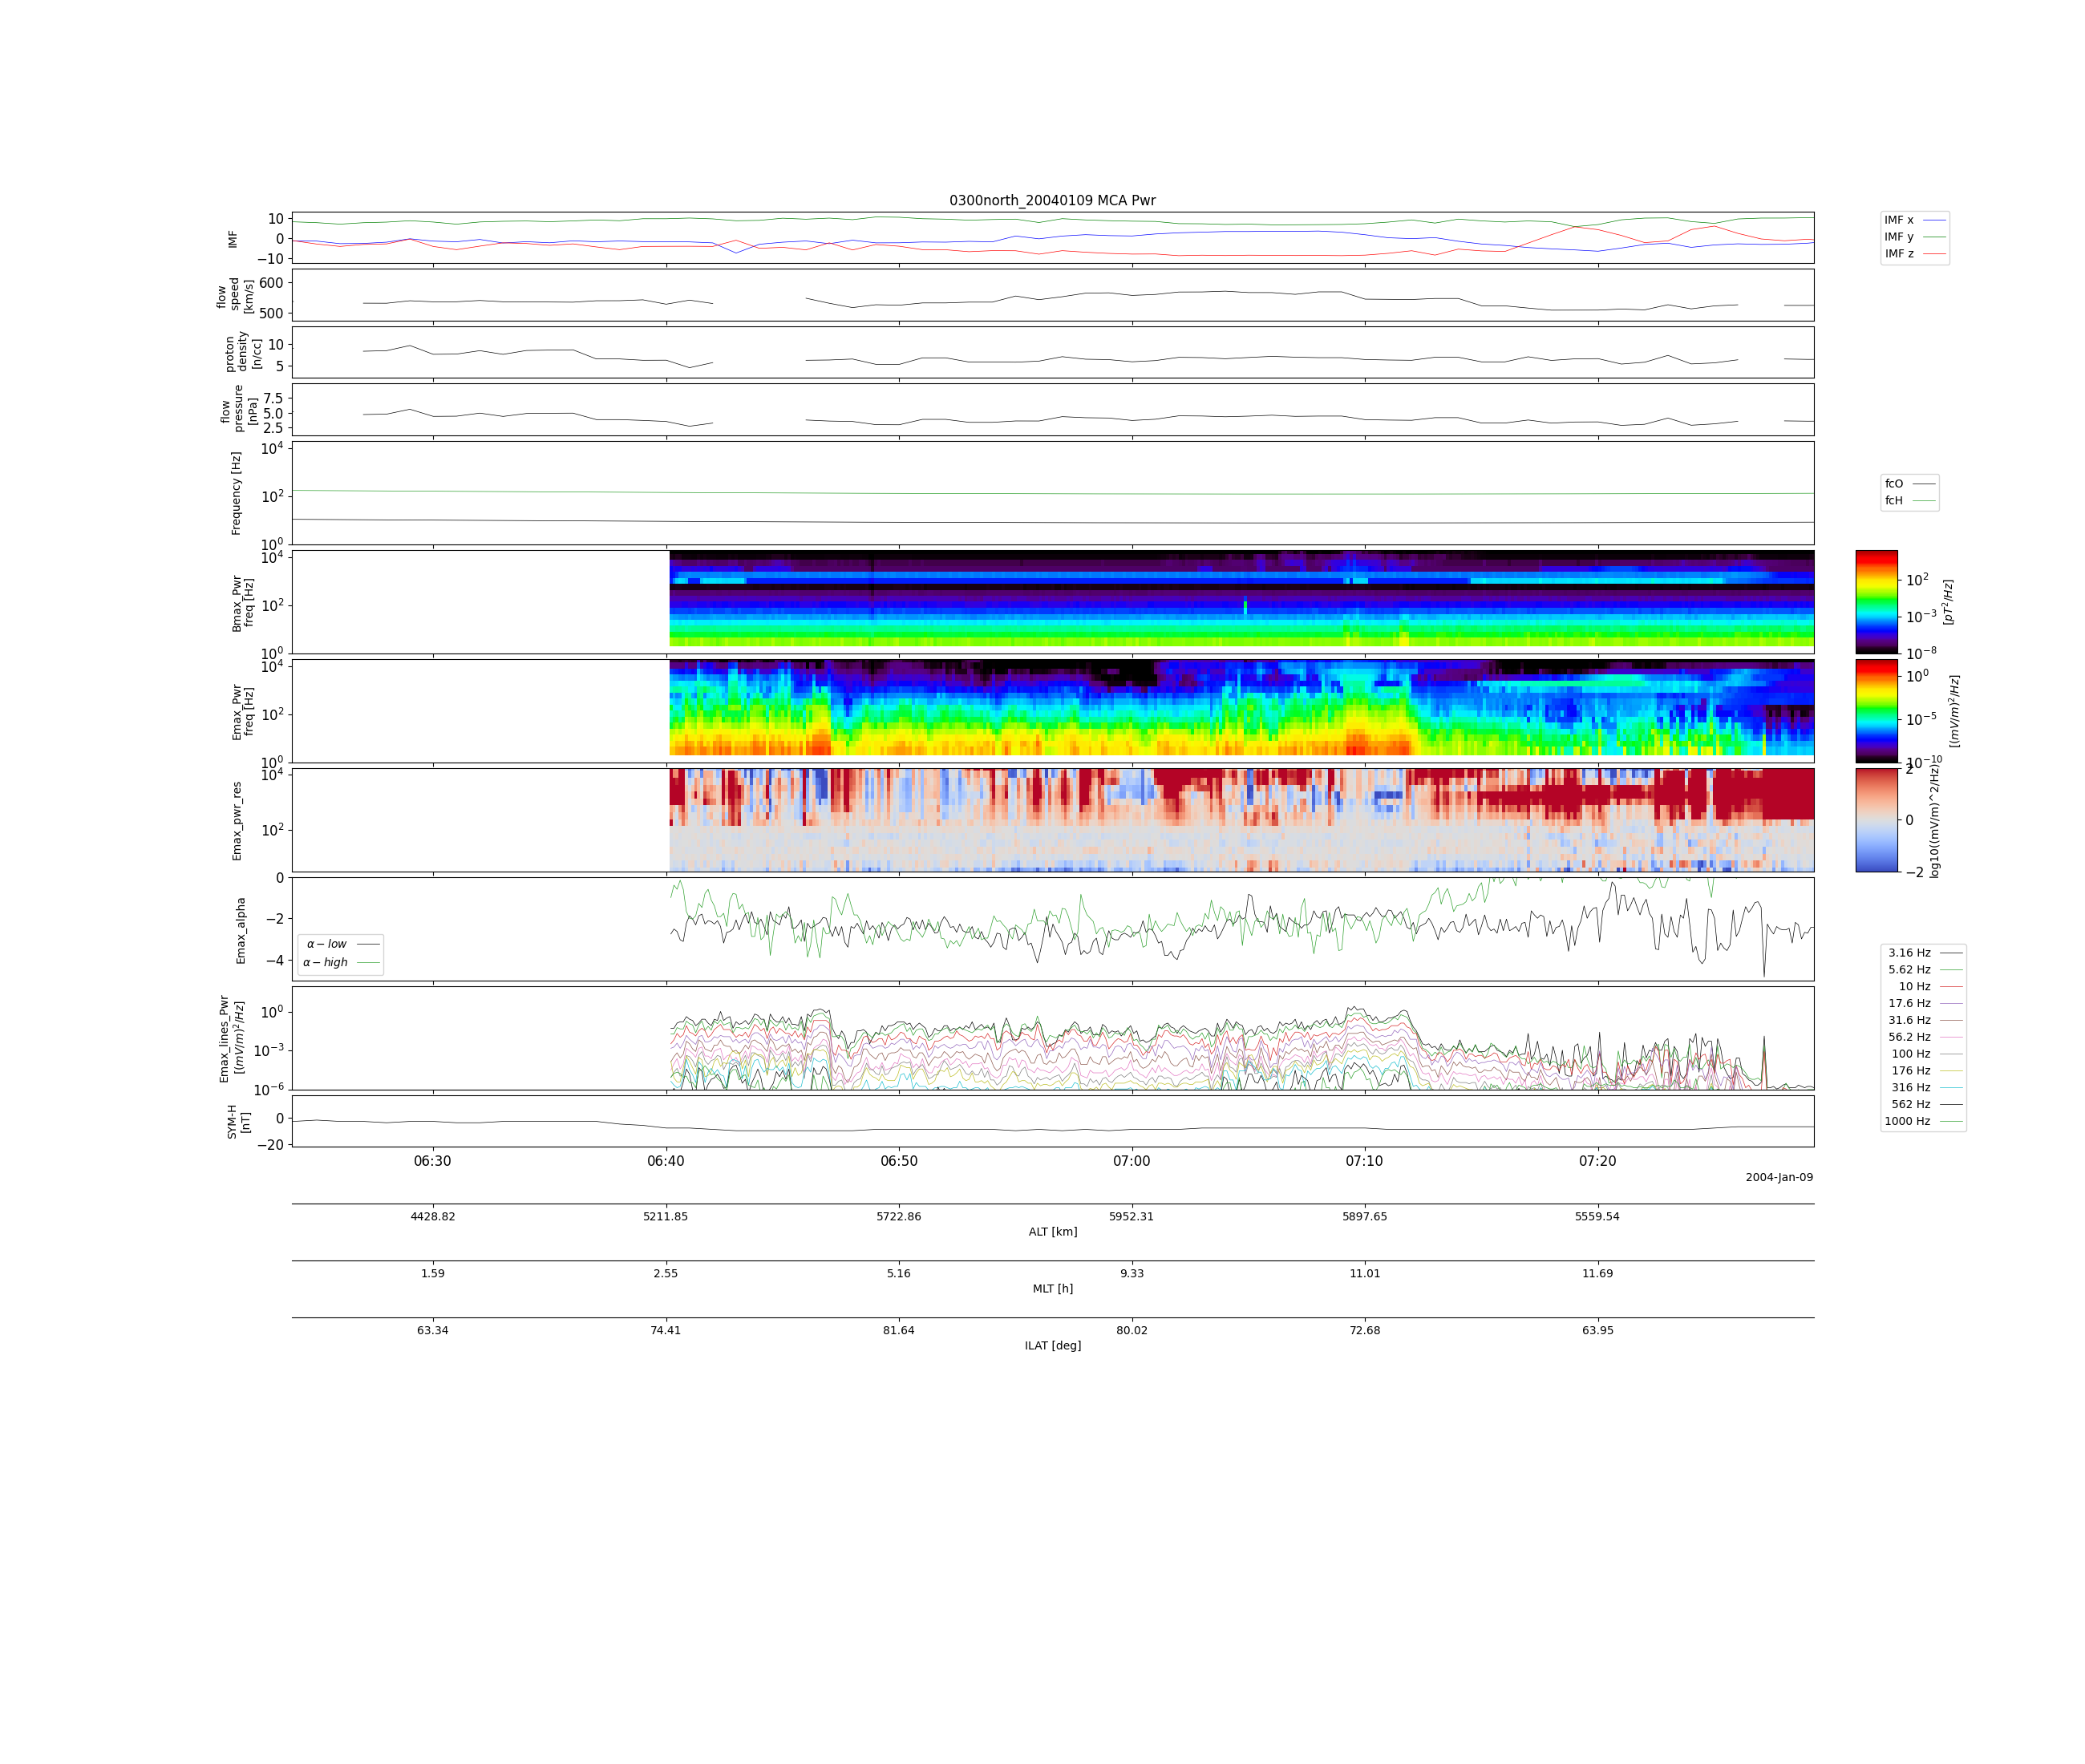 0300north_20040109 MCA Pwr
IMF
10
0
−10
IMF x
IMF y
IMF z
flow
speed
[km/s]
600
500
proton
density
[n/cc]
10
5
flow
pressure
[nPa]
7.5
5.0
2.5
Frequency [Hz]
10^4
10^2
10^0
fcO
fcH
Bmax_Pwr
freq [Hz]
10^4
10^2
10^0
10^2
10^−3
10^−8
[pT^2/Hz]
Emax_Pwr
freq [Hz]
10^4
10^2
10^0
10^0
10^−5
10^−10
[(mV/m)^2/Hz]
Emax_pwr_res
10^4
10^2
2
0
−2
log10((mV/m)^2/Hz)
Emax_alpha
0
−2
−4
α − low
α − high
Emax_lines_Pwr
[(mV/m)^2/Hz]
10^0
10^−3
10^−6
3.16 Hz
5.62 Hz
10 Hz
17.6 Hz
31.6 Hz
56.2 Hz
100 Hz
176 Hz
316 Hz
562 Hz
1000 Hz
SYM-H
[nT]
0
−20
06:30 06:40 06:50 07:00 07:10 07:20
2004-Jan-09
4428.82 5211.85 5722.86 5952.31 5897.65 5559.54
ALT [km]
1.59 2.55 5.16 9.33 11.01 11.69
MLT [h]
63.34 74.41 81.64 80.02 72.68 63.95
ILAT [deg]